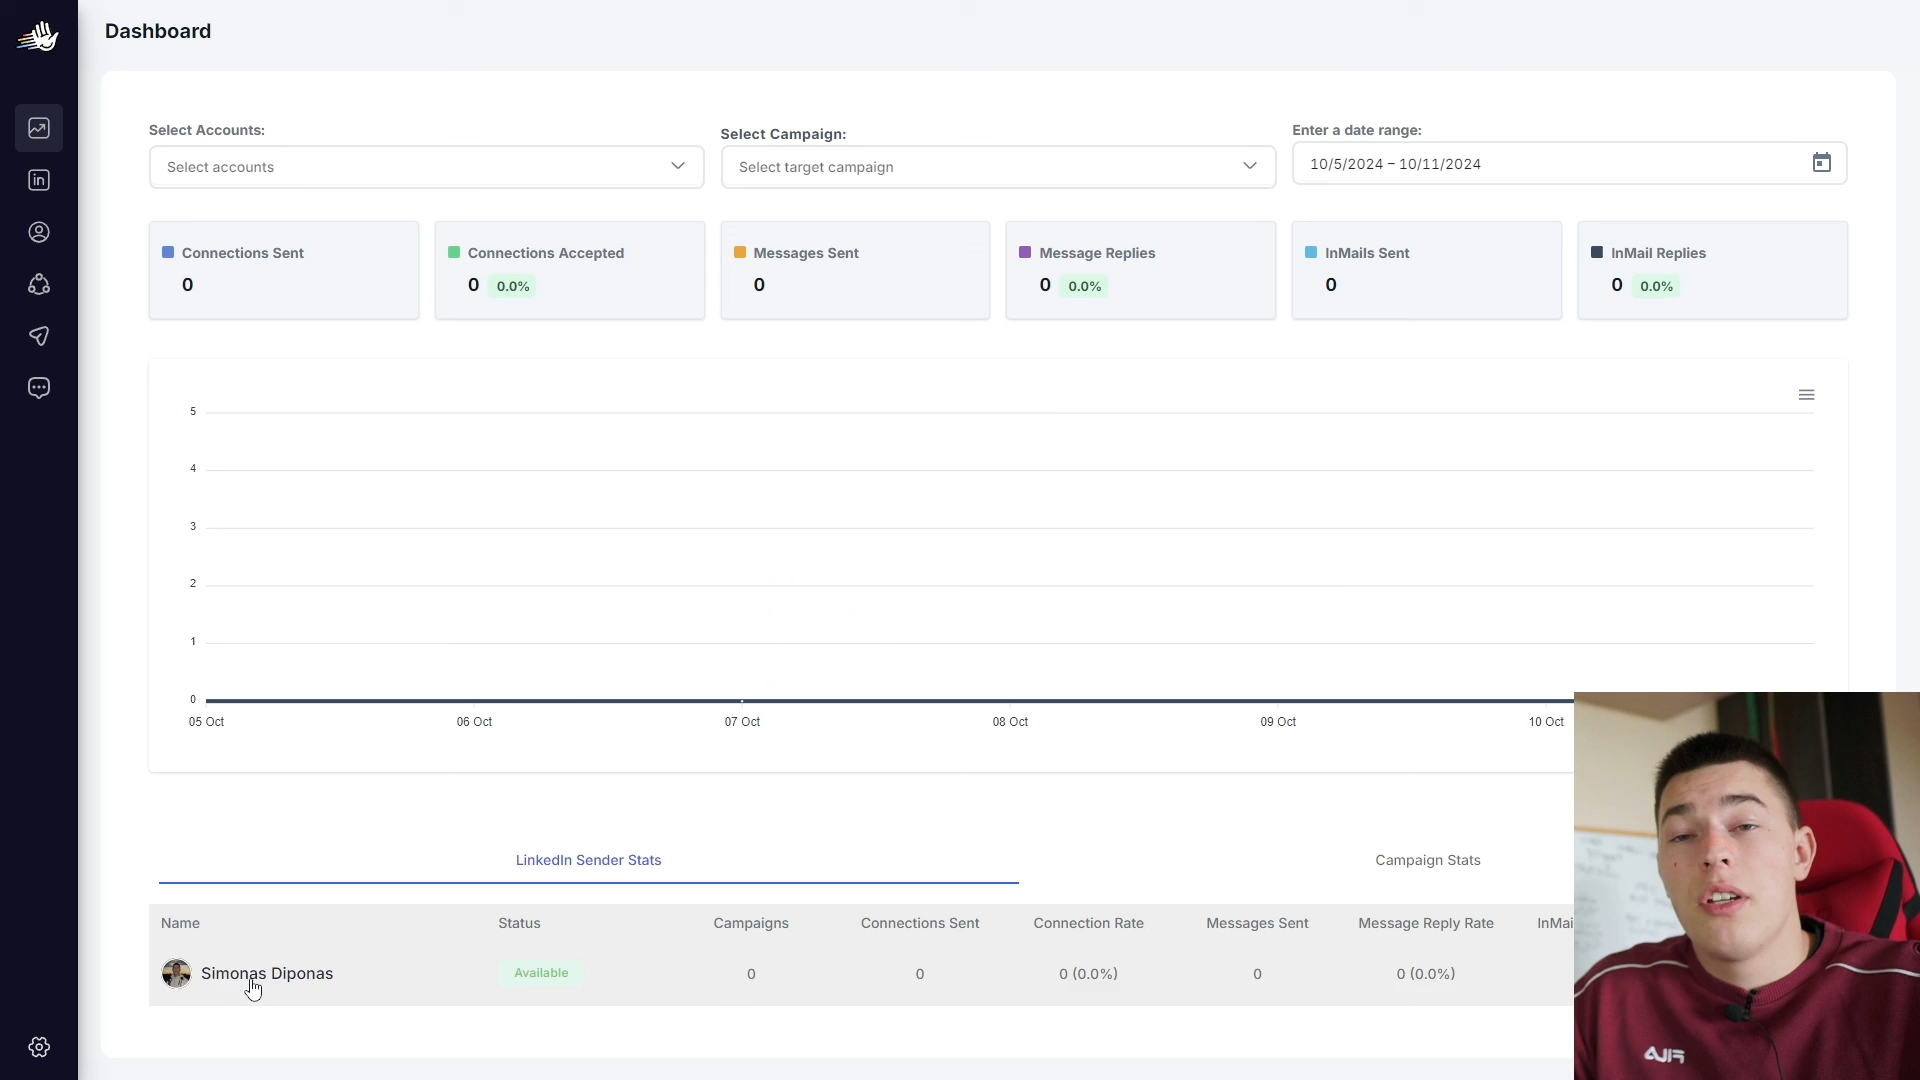 Dashboard
Select Accounts:
Select Campaign:
Enter a date range:
Select accounts
Select target campaign
10/5/2024 – 10/11/2024
Connections Sent
0
Connections Accepted
0 0.0%
Messages Sent
0
Message Replies
0 0.0%
InMails Sent
0
InMail Replies
0 0.0%
5
4
3
2
1
0
05 Oct
06 Oct
07 Oct
08 Oct
09 Oct
10 Oct
LinkedIn Sender Stats
Campaign Stats
Name
Status
Campaigns
Connections Sent
Connection Rate
Messages Sent
Message Reply Rate
InMai
Simonas Diponas
Available
0
0
0 (0.0%)
0
0 (0.0%)
in
FILA